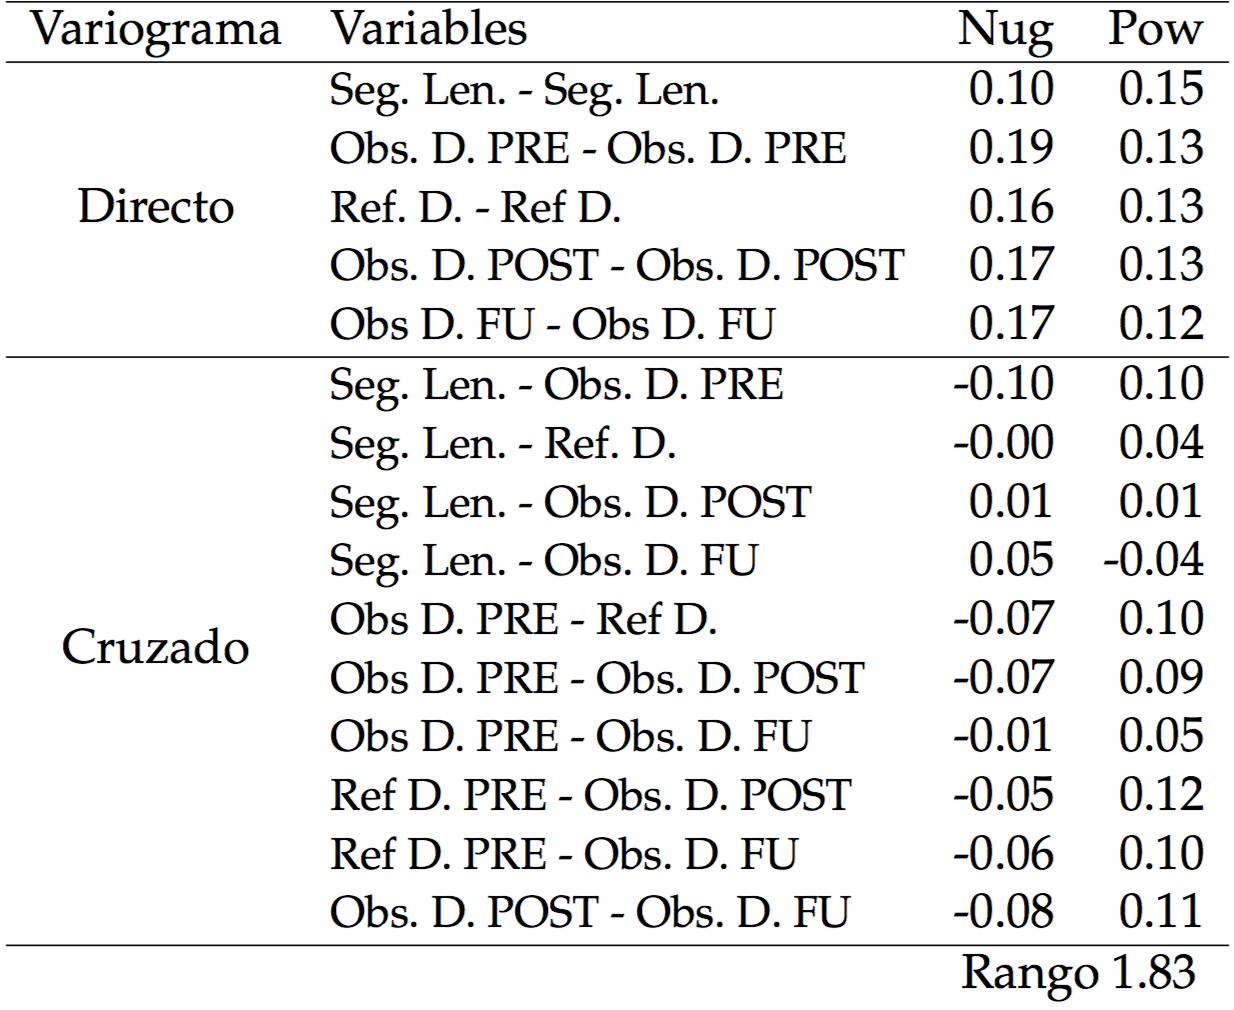 Variograma Variables Nug Pow
Seg. Len. - Seg. Len. 0.10 0.15
Obs. D. PRE - Obs. D. PRE 0.19 0.13
Directo Ref. D. - Ref D. 0.16 0.13
Obs. D. POST - Obs. D. POST 0.17 0.13
Obs D. FU - Obs D. FU 0.17 0.12
Seg. Len. - Obs. D. PRE -0.10 0.10
Seg. Len. - Ref. D. -0.00 0.04
Seg. Len. - Obs. D. POST 0.01 0.01
Seg. Len. - Obs. D. FU 0.05 -0.04
Obs D. PRE - Ref D. -0.07 0.10
Cruzado
Obs D. PRE - Obs. D. POST -0.07 0.09
Obs D. PRE - Obs. D. FU -0.01 0.05
Ref D. PRE - Obs. D. POST -0.05 0.12
Ref D. PRE - Obs. D. FU -0.06 0.10
Obs. D. POST - Obs. D. FU -0.08 0.11
Rango 1.83